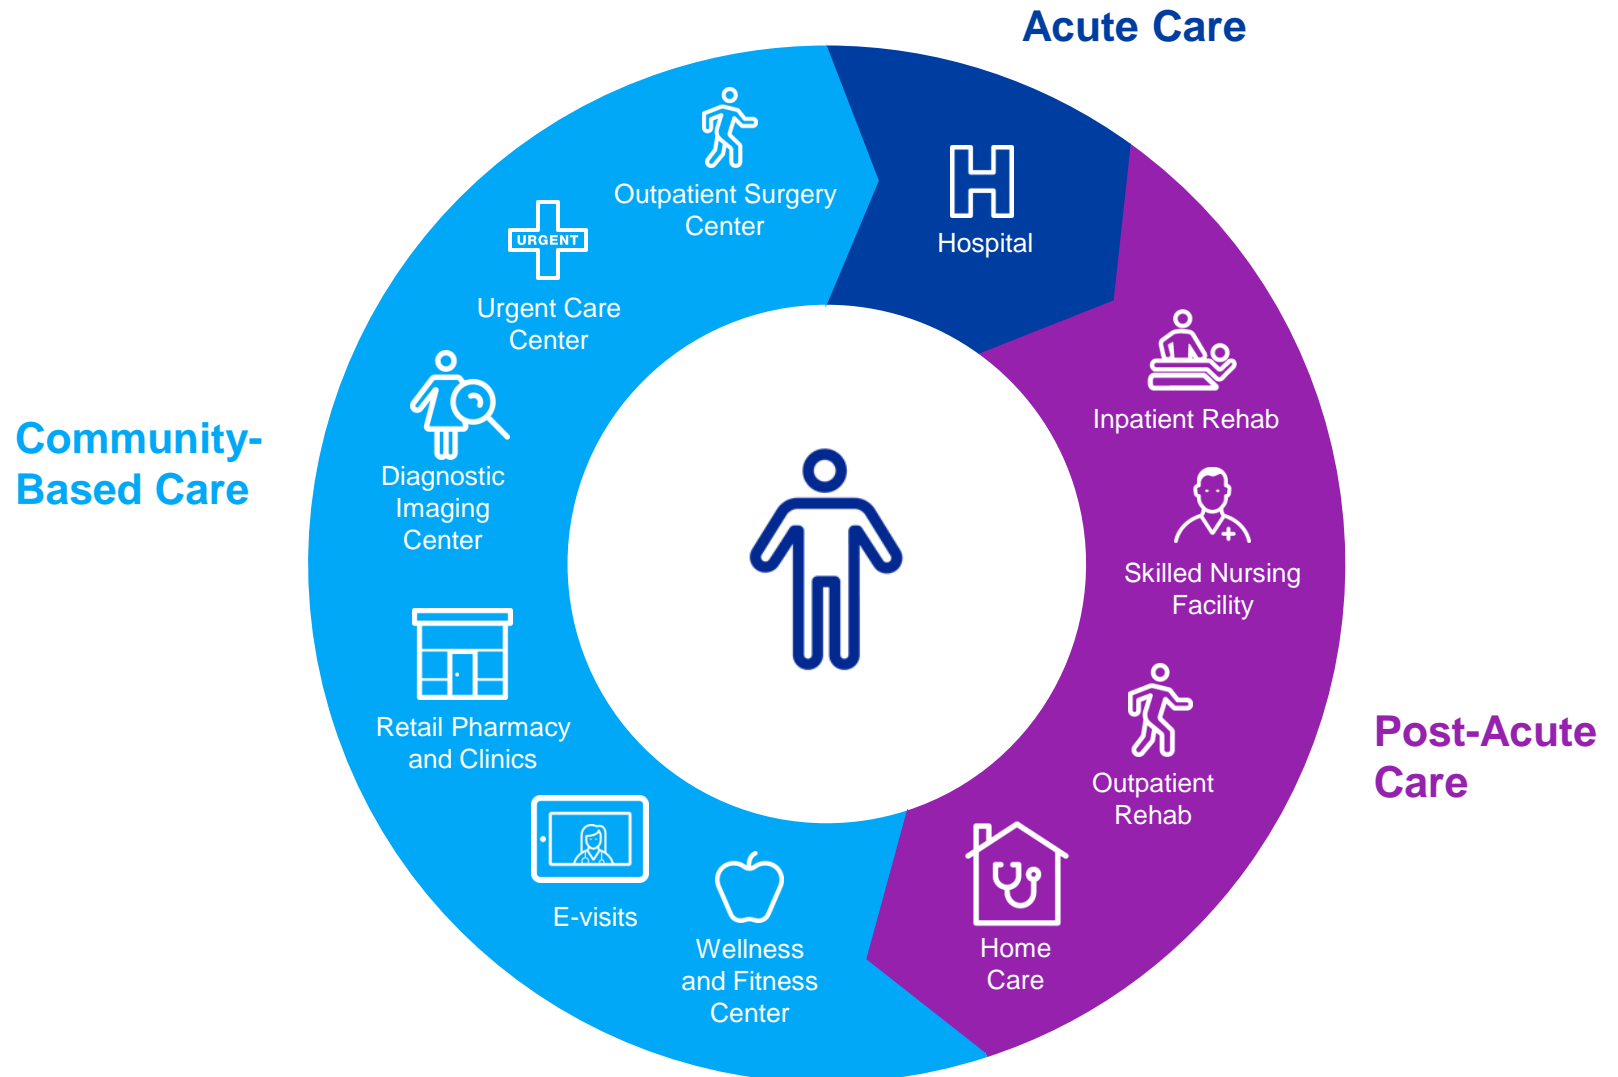 Acute Care
Outpatient Surgery
Center
Hospital
URGENT
Urgent Care
Center
Inpatient Rehab
Community-
Based Care
Diagnostic
Imaging
Center
Skilled Nursing
Facility
Retail Pharmacy
and Clinics
Post-Acute
Care
Outpatient
Rehab
E-visits
Wellness
and Fitness
Center
Home
Care